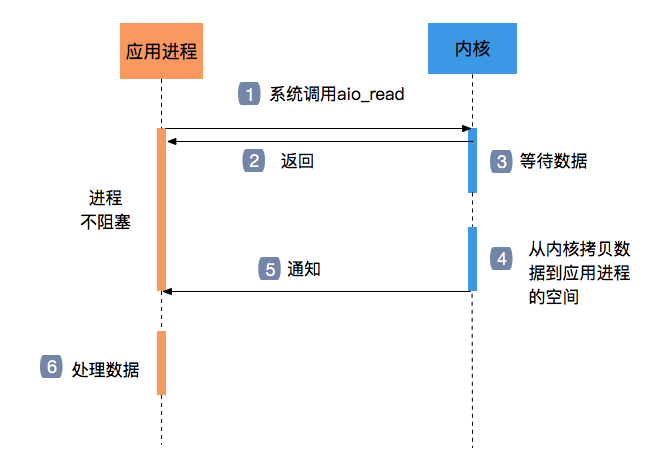 应用进程
内核
1 系统调用aio_read
2 返回
3 等待数据
进程
不阻塞
4 从内核拷贝数
据到应用进程
的空间
5 通知
6 处理数据